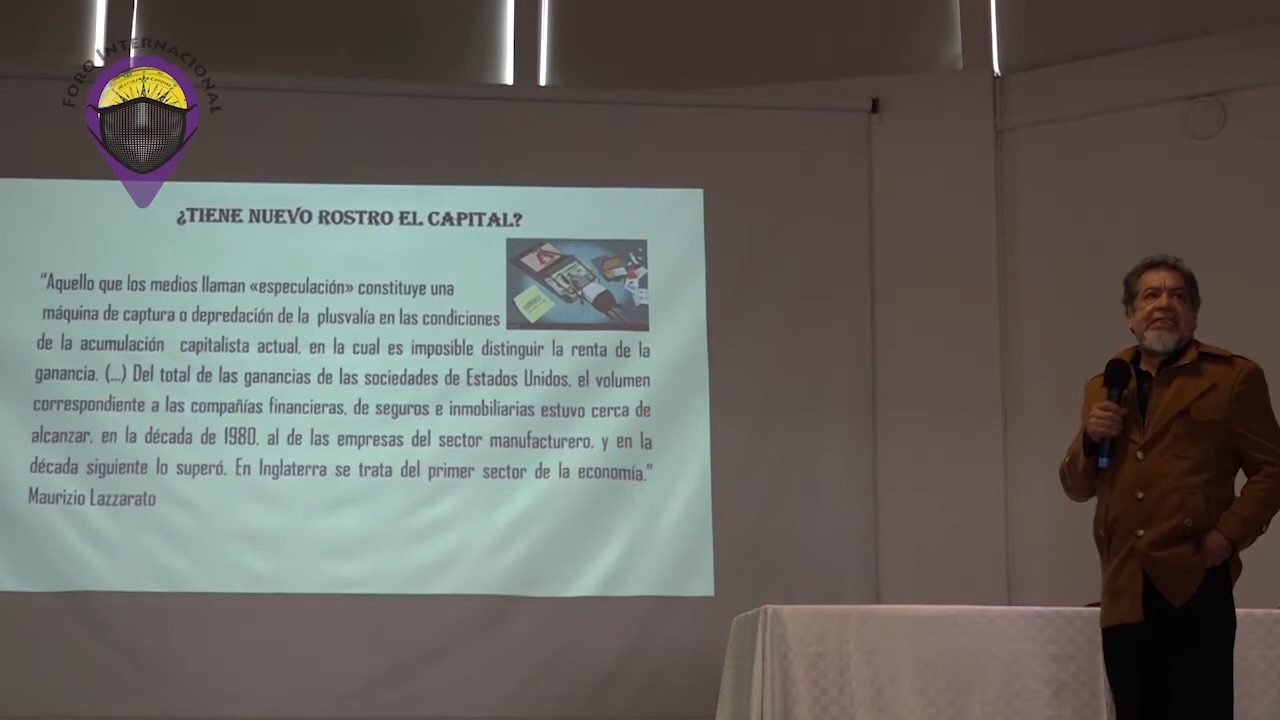 FORO INTERNACIONAL
¿TIENE NUEVO ROSTRO EL CAPITAL?
"Aquello que los medios llaman «especulación» constituye una
máquina de captura o depredación de la plusvalía en las condiciones
de la acumulación capitalista actual, en la cual es imposible distinguir la renta de la
ganancia. (...) Del total de las ganancias de las sociedades de Estados Unidos, el volumen
correspondiente a las compañías financieras, de seguros e inmobiliarias estuvo cerca de
alcanzar, en la década de 1980, al de las empresas del sector manufacturero, y en la
década siguiente lo superó. En Inglaterra se trata del primer sector de la economía."
Maurizio Lazzarato